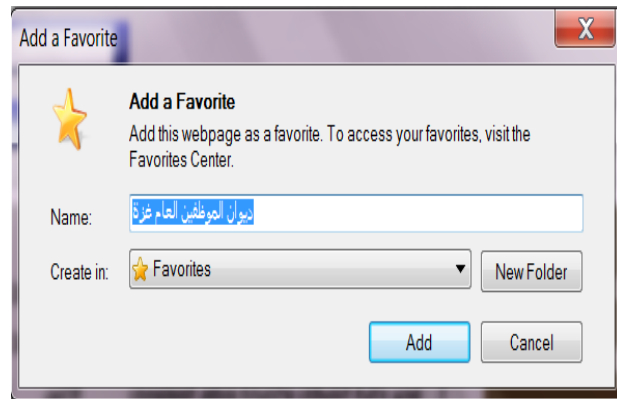 Add a Favorite
X
Add a Favorite
Add this webpage as a favorite. To access your favorites, visit the
Favorites Center.
Name: ديوان الموظفين العام غزة
Create in: Favorites New Folder
Add Cancel